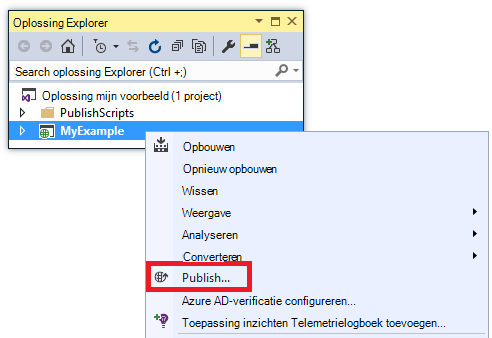 Oplossing Explorer
Search oplossing Explorer (Ctrl +;)
Oplossing mijn voorbeeld (1 project)
PublishScripts
MyExample
Opbouwen
Opnieuw opbouwen
Wissen
Weergave
Analyseren
Converteren
Publish...
Azure AD-verificatie configureren...
Toepassing inzichten Telemetrielogboek toevoegen...